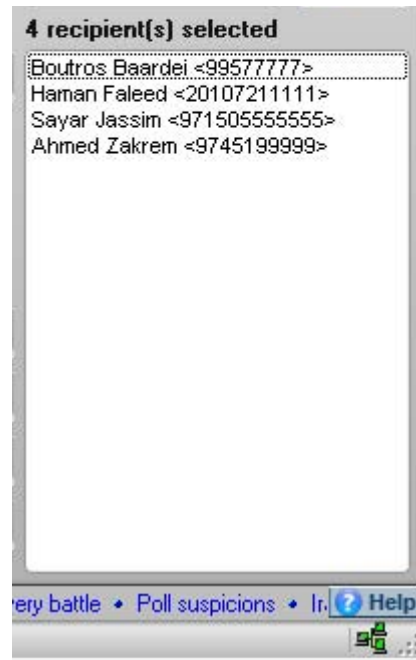 4 recipient(s) selected
Boutros Baardei <99577777>
Haman Faleed <20107211111>
Sayar Jassim <971505555555>
Ahmed Zakrem <9745199999>
ery battle • Poll suspicions • Ir. Help